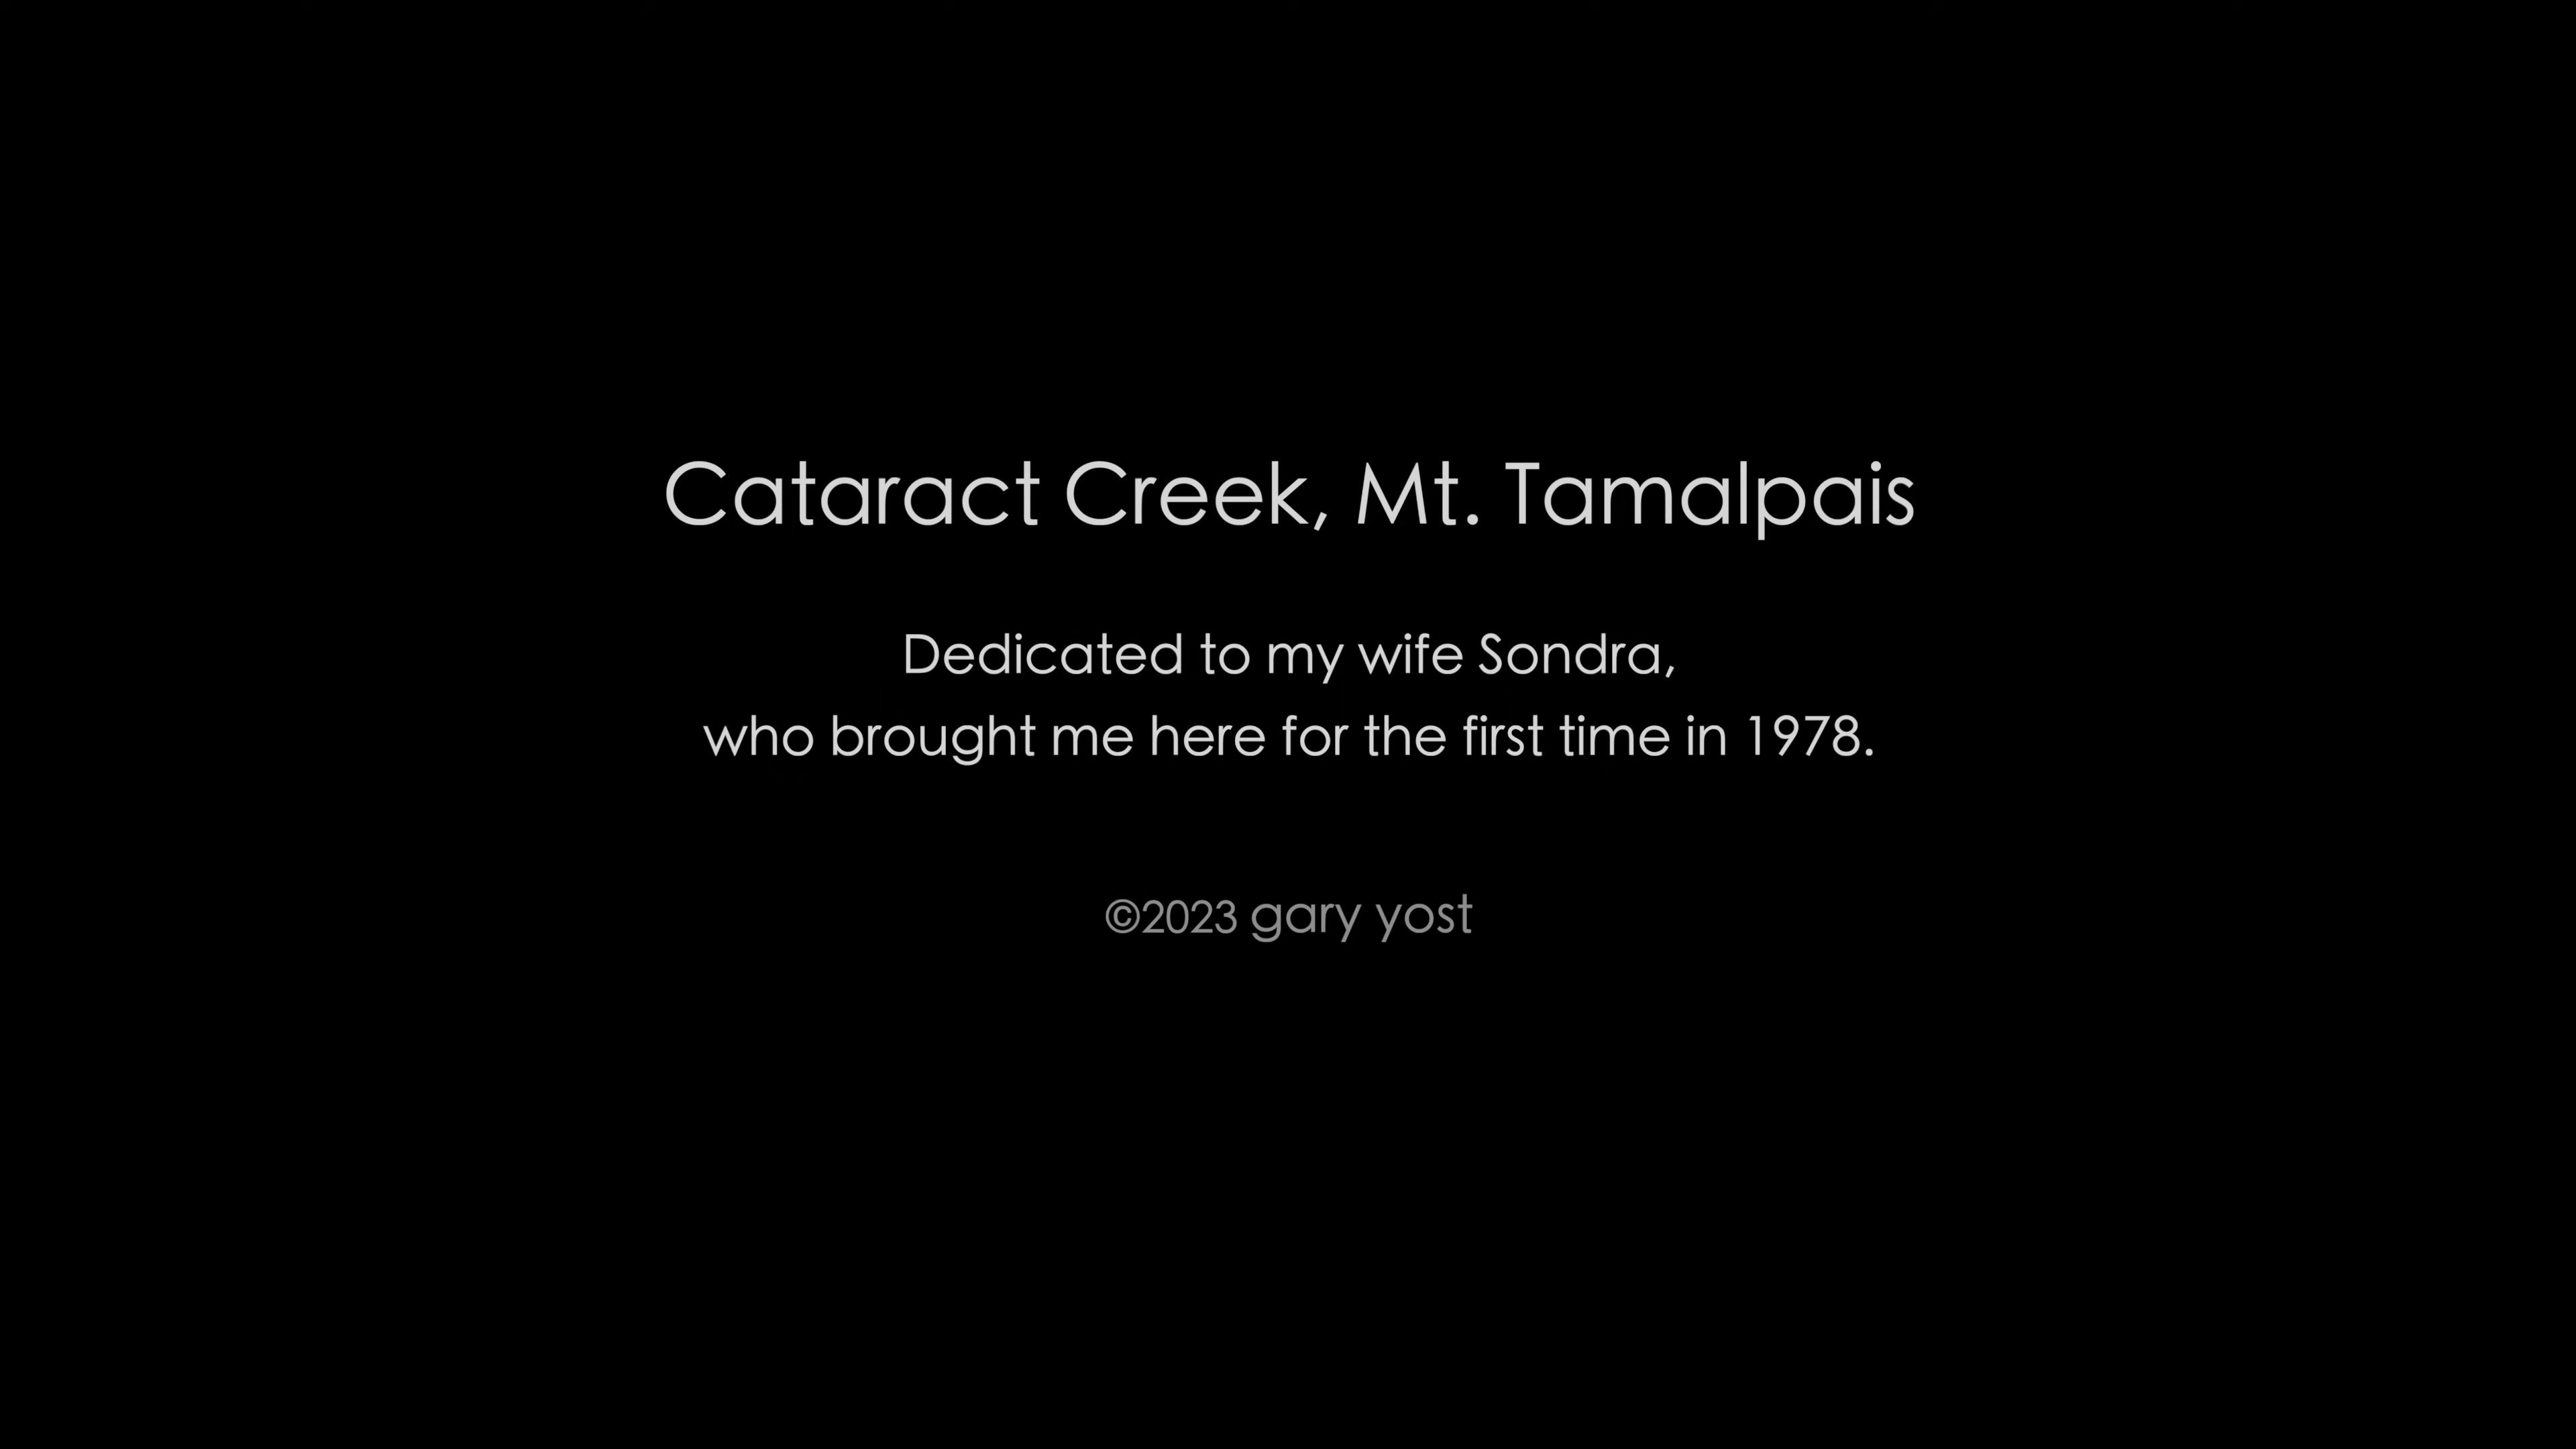 Cataract Creek, Mt. Tamalpais
Dedicated to my wife Sondra,
who brought me here for the first time in 1978.
©2023 gary yost